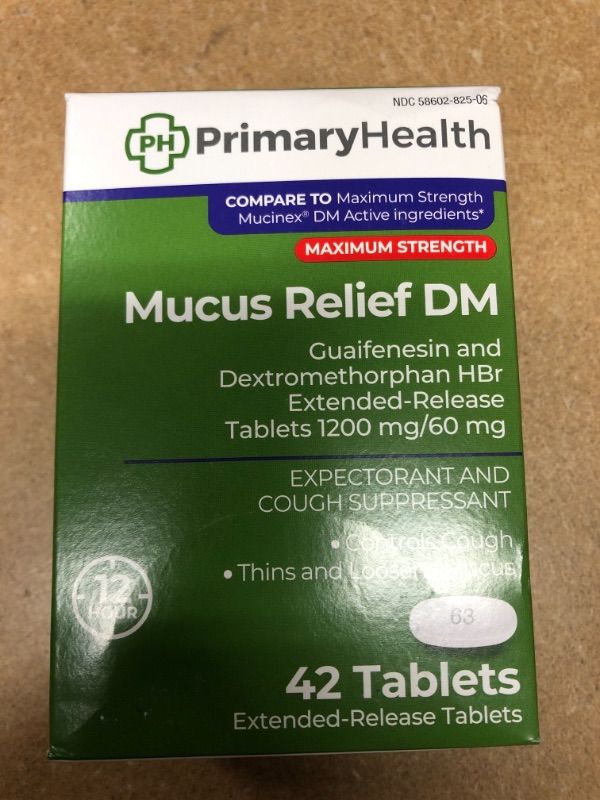 NDC 58602-825-06
PH PrimaryHealth
COMPARE TO Maximum Strength
Mucinex® DM Active ingredients*
MAXIMUM STRENGTH
Mucus Relief DM
Guaifenesin and
Dextromethorphan HBr
Extended-Release
Tablets 1200 mg/60 mg
EXPECTORANT AND
COUGH SUPPRESSANT
• Controls Cough
• Thins and Loosens Mucus
12
HOUR
63
42 Tablets
Extended-Release Tablets